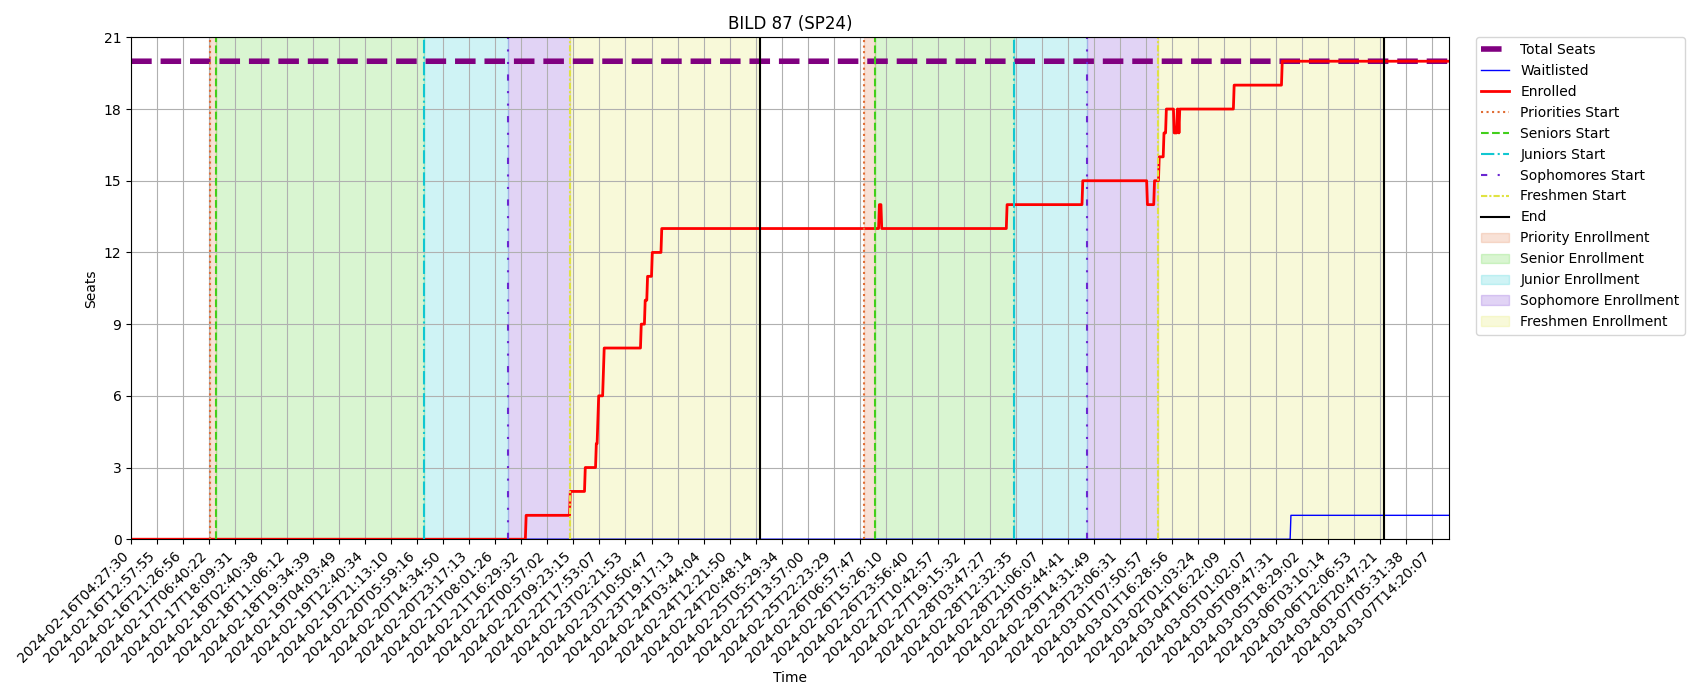 BILD 87 (SP24)
21
18
15
12
9
6
3
0
Seats
2024-02-16T04:27:30
2024-02-16T12:57:55
2024-02-16T21:26:56
2024-02-17T06:40:22
2024-02-17T18:09:31
2024-02-18T02:40:38
2024-02-18T11:06:12
2024-02-18T19:34:39
2024-02-19T04:03:49
2024-02-19T12:40:34
2024-02-19T21:13:10
2024-02-20T05:59:16
2024-02-20T14:34:50
2024-02-20T23:17:13
2024-02-21T08:01:26
2024-02-21T16:29:32
2024-02-22T00:57:02
2024-02-22T09:23:15
2024-02-22T17:53:07
2024-02-23T02:21:53
2024-02-23T10:50:47
2024-02-23T19:17:13
2024-02-24T03:44:04
2024-02-24T12:21:50
2024-02-24T20:48:14
2024-02-25T05:29:34
2024-02-25T13:57:00
2024-02-25T22:23:29
2024-02-26T06:57:47
2024-02-26T15:26:10
2024-02-26T23:56:40
2024-02-27T10:42:57
2024-02-27T19:15:32
2024-02-28T03:47:27
2024-02-28T12:32:35
2024-02-28T21:06:07
2024-02-29T05:44:41
2024-02-29T14:31:49
2024-02-29T23:06:31
2024-03-01T07:50:57
2024-03-01T16:28:56
2024-03-02T01:03:24
2024-03-04T16:22:09
2024-03-05T01:02:07
2024-03-05T09:47:31
2024-03-05T18:29:02
2024-03-06T03:10:14
2024-03-06T12:06:53
2024-03-06T20:47:21
2024-03-07T05:31:38
2024-03-07T14:20:07
Time
Total Seats
Waitlisted
Enrolled
Priorities Start
Seniors Start
Juniors Start
Sophomores Start
Freshmen Start
End
Priority Enrollment
Senior Enrollment
Junior Enrollment
Sophomore Enrollment
Freshmen Enrollment